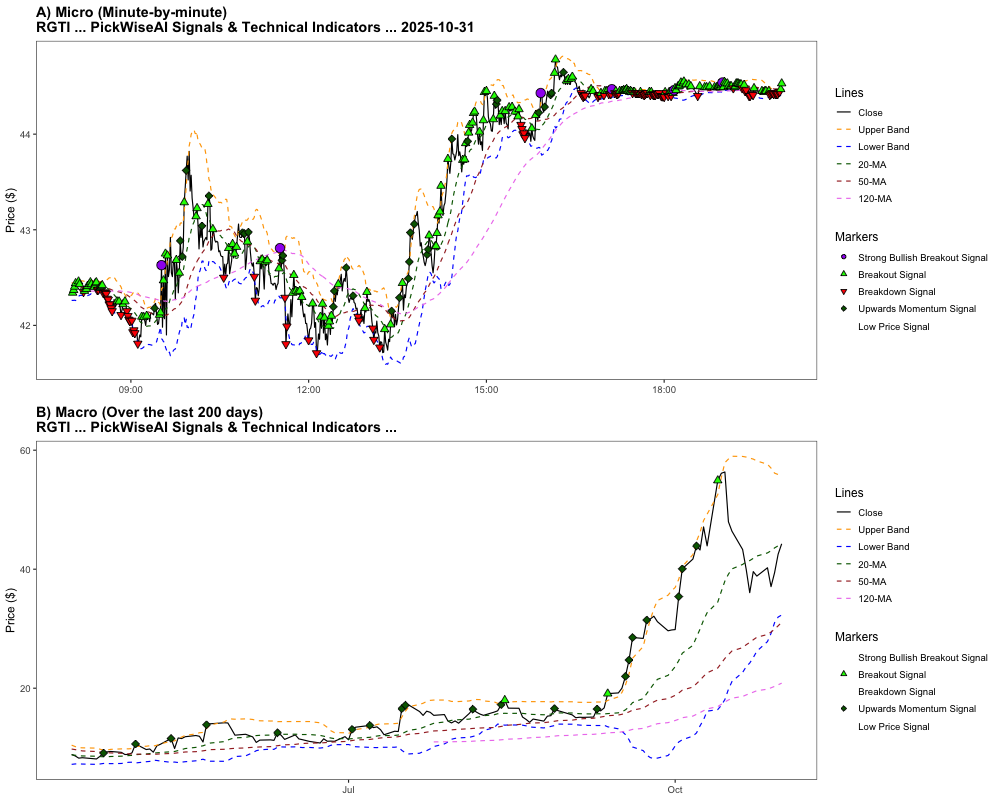 A) Micro (Minute-by-minute)
RGTI ... PickWiseAI Signals & Technical Indicators ... 2025-10-31
Price ($)
44
43
42
09:00
12:00
15:00
18:00
Lines
Close
Upper Band
Lower Band
20-MA
50-MA
120-MA
Markers
Strong Bullish Breakout Signal
Breakout Signal
Breakdown Signal
Upwards Momentum Signal
Low Price Signal
B) Macro (Over the last 200 days)
RGTI ... PickWiseAI Signals & Technical Indicators ...
Price ($)
60
40
20
Jul
Oct
Lines
Close
Upper Band
Lower Band
20-MA
50-MA
120-MA
Markers
Strong Bullish Breakout Signal
Breakout Signal
Breakdown Signal
Upwards Momentum Signal
Low Price Signal